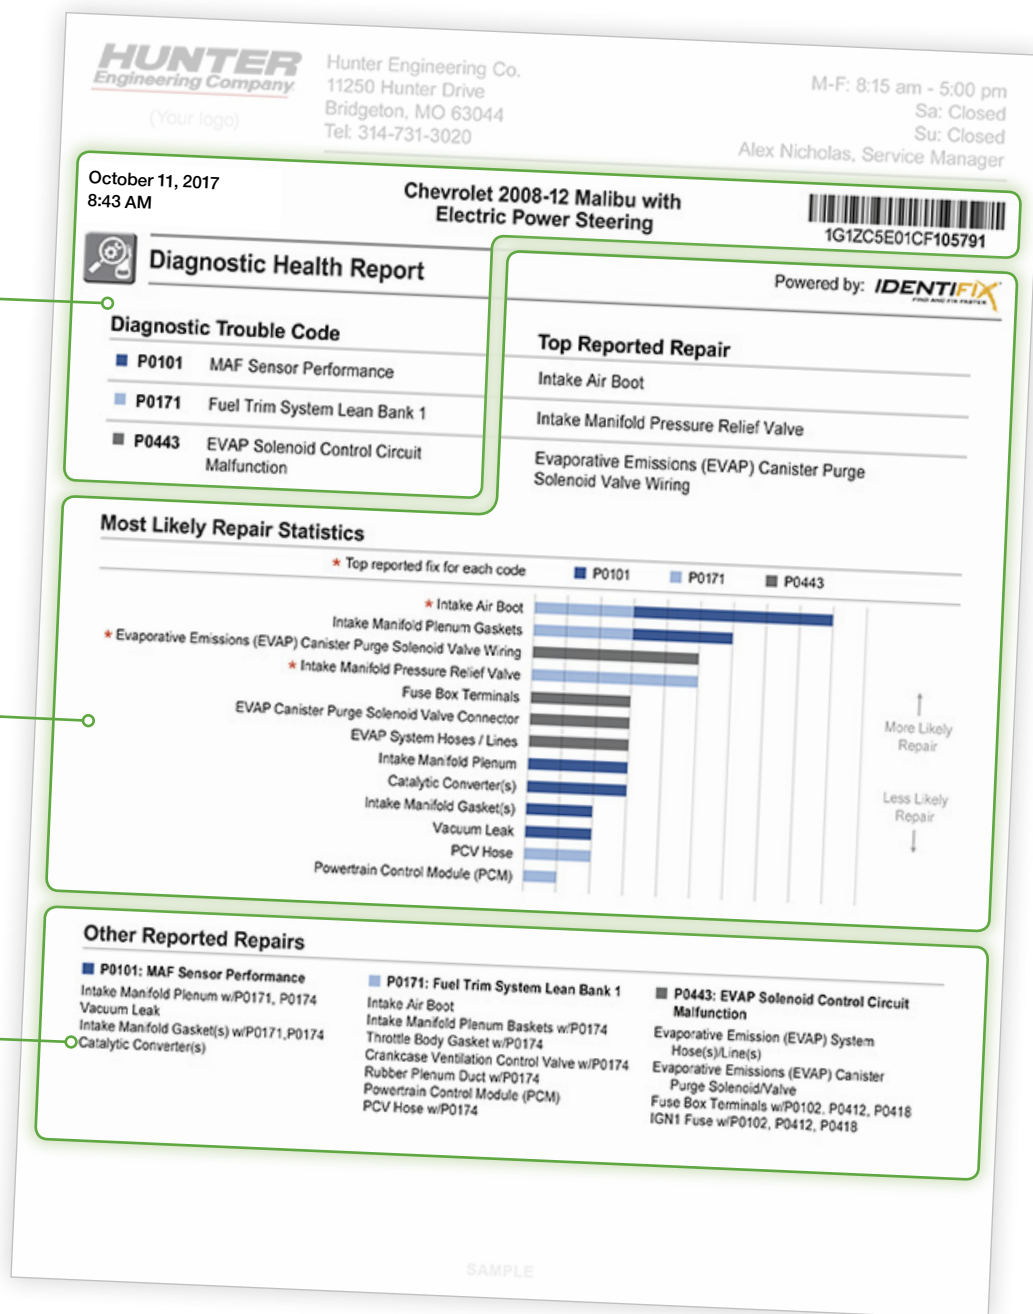 HUNTER
Engineering Company
(Your logo)
Hunter Engineering Co.
11250 Hunter Drive
Bridgeton, MO 63044
Tel: 314-731-3020
M-F: 8:15 am - 5:00 pm
Sa: Closed
Su: Closed
Alex Nicholas, Service Manager
October 11, 2017
8:43 AM
Chevrolet 2008-12 Malibu with
Electric Power Steering
1G1ZC5E01CF105791
Diagnostic Health Report
Powered by: IDENTIFIX
FIND AND FIX FASTER
Diagnostic Trouble Code
P0101 MAF Sensor Performance
P0171 Fuel Trim System Lean Bank 1
P0443 EVAP Solenoid Control Circuit
Malfunction
Top Reported Repair
Intake Air Boot
Intake Manifold Pressure Relief Valve
Evaporative Emissions (EVAP) Canister Purge
Solenoid Valve Wiring
Most Likely Repair Statistics
* Top reported fix for each code P0101 P0171 P0443
* Intake Air Boot
Intake Manifold Plenum Gaskets
* Evaporative Emissions (EVAP) Canister Purge Solenoid Valve Wiring
* Intake Manifold Pressure Relief Valve
Fuse Box Terminals
EVAP Canister Purge Solenoid Valve Connector
EVAP System Hoses / Lines
Intake Manifold Plenum
Catalytic Converter(s)
Intake Manifold Gasket(s)
Vacuum Leak
PCV Hose
Powertrain Control Module (PCM)
More Likely
Repair
Less Likely
Repair
Other Reported Repairs
P0101: MAF Sensor Performance
Intake Manifold Plenum w/P0171, P0174
Vacuum Leak
Intake Manifold Gasket(s) w/P0171,P0174
Catalytic Converter(s)
P0171: Fuel Trim System Lean Bank 1
Intake Air Boot
Intake Manifold Plenum Baskets w/P0174
Throttle Body Gasket w/P0174
Crankcase Ventilation Control Valve w/P0174
Rubber Plenum Duct w/P0174
Powertrain Control Module (PCM)
PCV Hose w/P0174
P0443: EVAP Solenoid Control Circuit
Malfunction
Evaporative Emission (EVAP) System
Hose(s)/Line(s)
Evaporative Emissions (EVAP) Canister
Purge Solenoid/Valve
Fuse Box Terminals w/P0102, P0412, P0418
IGN1 Fuse w/P0102, P0412, P0418
SAMPLE